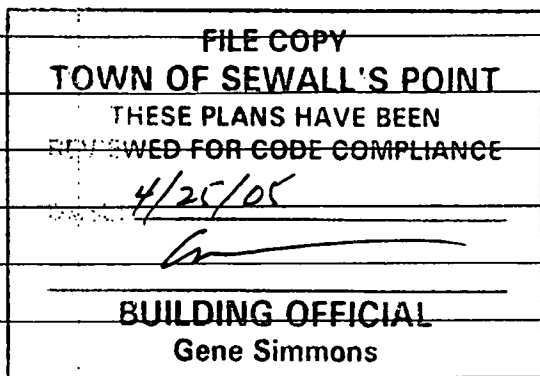 FILE COPY
TOWN OF SEWALL'S POINT
THESE PLANS HAVE BEEN
REVIEWED FOR CODE COMPLIANCE
4/25/05
BUILDING OFFICIAL
Gene Simmons